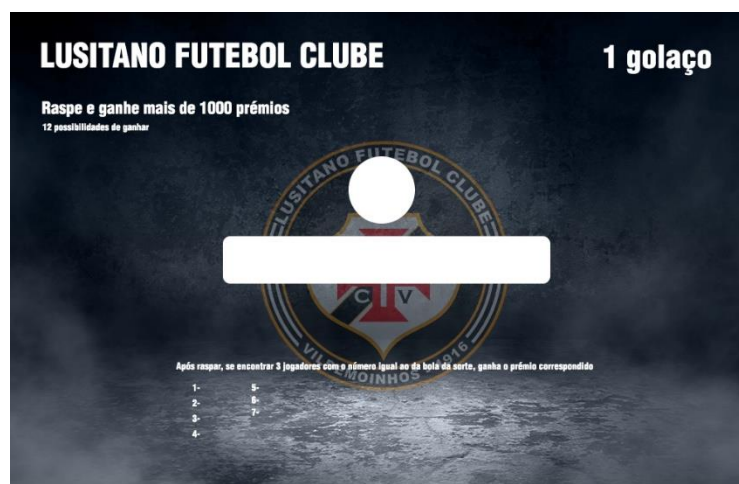 LUSITANO FUTEBOL CLUBE
1 golaço
Raspe e ganhe mais de 1000 prémios
12 possibilidades de ganhar
LUSITANO FUTEBOL CLUBE
C V
VILDEMOINHOS 1916
Após raspar, se encontrar 3 jogadores com o número igual ao da bola da sorte, ganha o prémio correspondido
1-
2-
3-
4-
5-
6-
7-